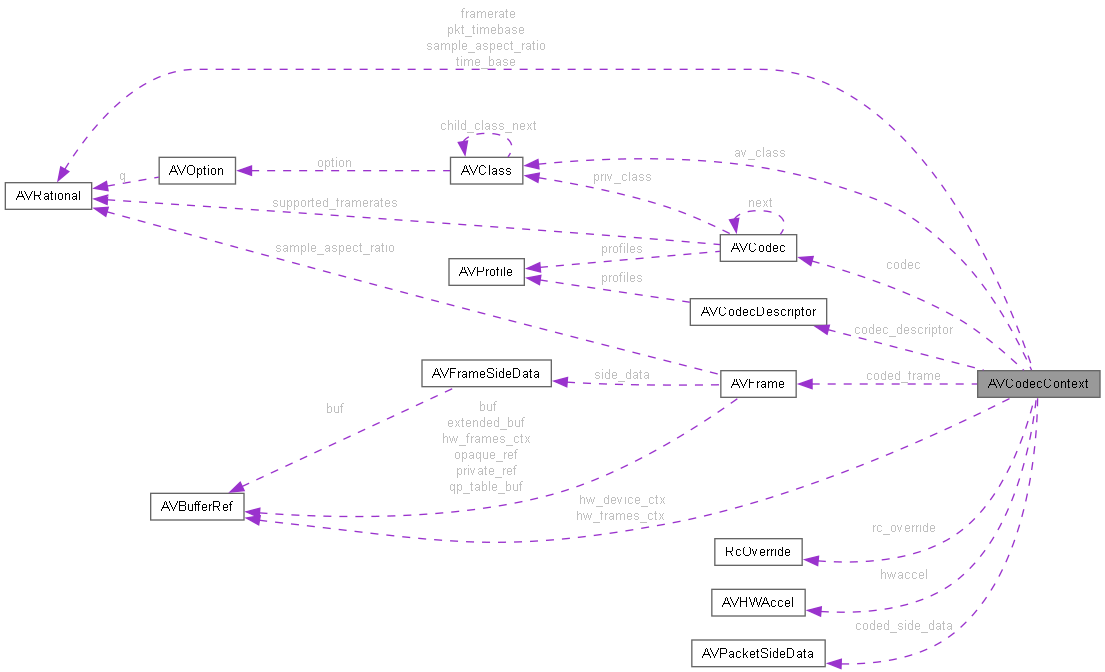 framerate
pkt_timebase
sample_aspect_ratio
time_base
child_class_next
av_class
option
AVOption
AVClass
q
priv_class
AVRational
supported_framerates
next
sample_aspect_ratio
profiles
AVCodec
codec
AVProfile
profiles
AVCodecDescriptor
codec_descriptor
AVFrameSideData
side_data
AVFrame
coded_frame
AVCodecContext
buf
buf
extended_buf
hw_frames_ctx
opaque_ref
private_ref
qp_table_buf
AVBufferRef
hw_device_ctx
hw_frames_ctx
rc_override
RcOverride
hwaccel
AVHWAccel
coded_side_data
AVPacketSideData